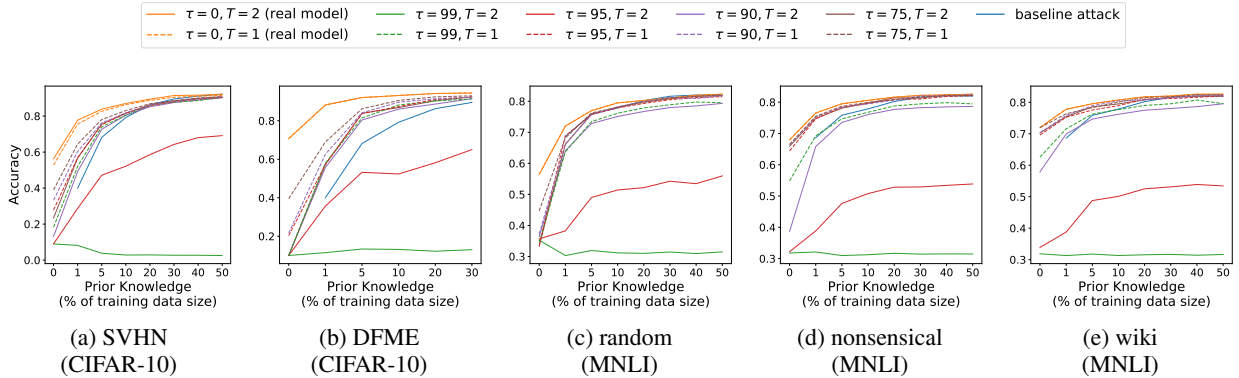 τ = 0, T = 2 (real model) τ = 99, T = 2 τ = 95, T = 2 τ = 90, T = 2 τ = 75, T = 2 baseline attack
τ = 0, T = 1 (real model) τ = 99, T = 1 τ = 95, T = 1 τ = 90, T = 1 τ = 75, T = 1
Accuracy
0.8
0.6
0.4
0.2
0.0
0 1 5 10 20 30 40 50
Prior Knowledge
(% of training data size)
(a) SVHN
(CIFAR-10)
0.8
0.6
0.4
0.2
0 1 5 10 20 30
Prior Knowledge
(% of training data size)
(b) DFME
(CIFAR-10)
0.8
0.7
0.6
0.5
0.4
0.3
0 1 5 10 20 30 40 50
Prior Knowledge
(% of training data size)
(c) random
(MNLI)
0.8
0.7
0.6
0.5
0.4
0.3
0 1 5 10 20 30 40 50
Prior Knowledge
(% of training data size)
(d) nonsensical
(MNLI)
0.8
0.7
0.6
0.5
0.4
0.3
0 1 5 10 20 30 40 50
Prior Knowledge
(% of training data size)
(e) wiki
(MNLI)